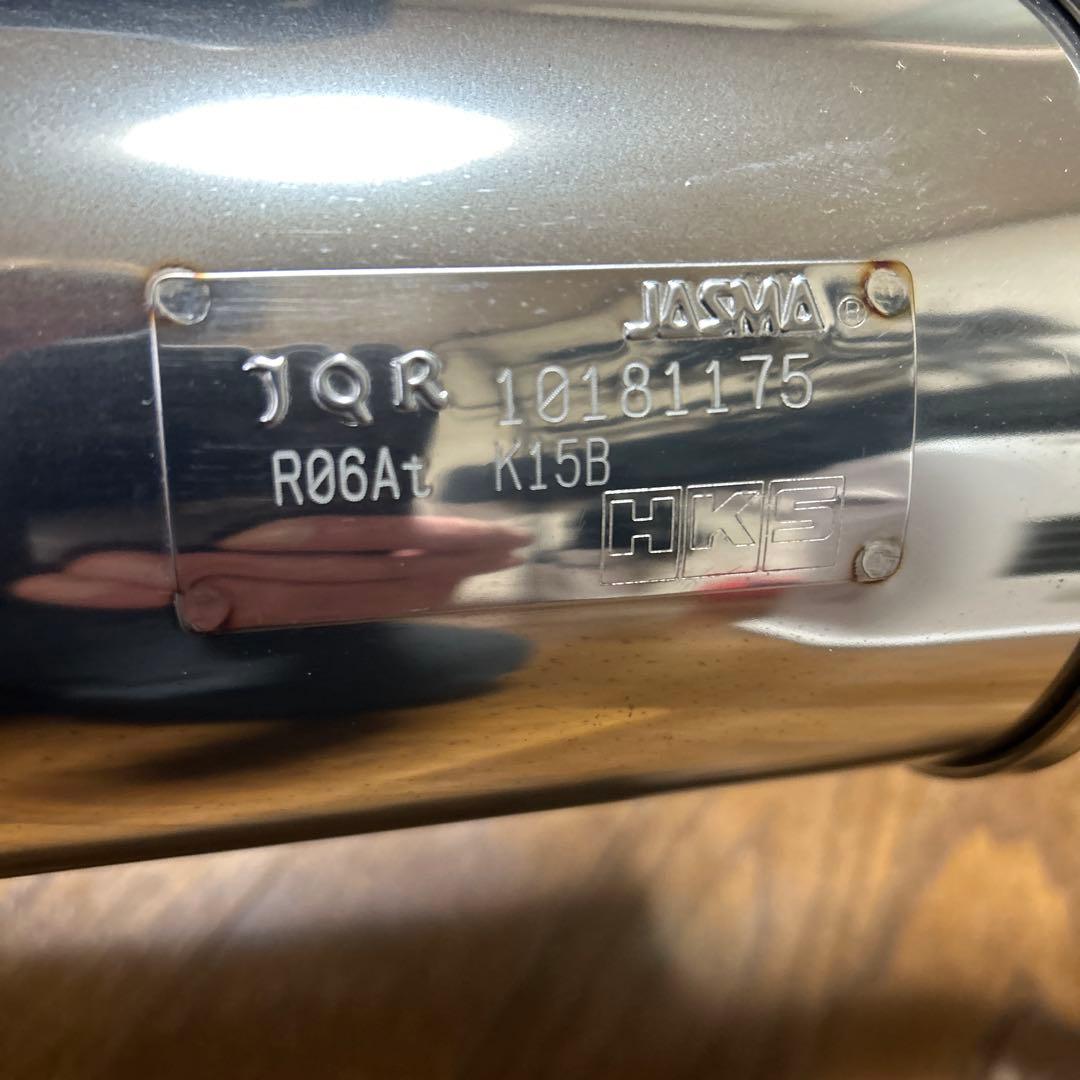 JASMA ®
JQR 10181175
R06At K15B
HKS